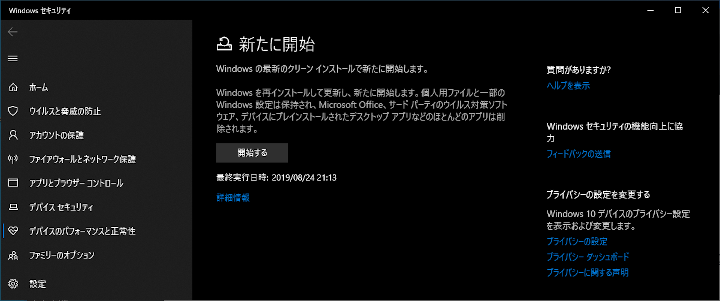 Windows セキュリティ
ホーム
ウイルスと脅威の防止
アカウントの保護
ファイアウォールとネットワーク保護
アプリとブラウザー コントロール
デバイス セキュリティ
デバイスのパフォーマンスと正常性
ファミリーのオプション
設定
新たに開始
Windows の最新のクリーン インストールで新たに開始します。
Windows を再インストールして更新し、新たに開始します。個人用ファイルと一部の
Windows 設定は保持され、Microsoft Office、サード パーティのウイルス対策ソフト
ウェア、デバイスにプレインストールされたデスクトップ アプリなどのほとんどのアプリは削
除されます。
開始する
最終実行日時: 2019/08/24 21:13
詳細情報
質問がありますか?
ヘルプを表示
Windows セキュリティの機能向上に協
力
フィードバックの送信
プライバシーの設定を変更する
Windows 10 デバイスのプライバシー設定
を表示および変更します。
プライバシーの設定
プライバシー ダッシュボード
プライバシーに関する声明